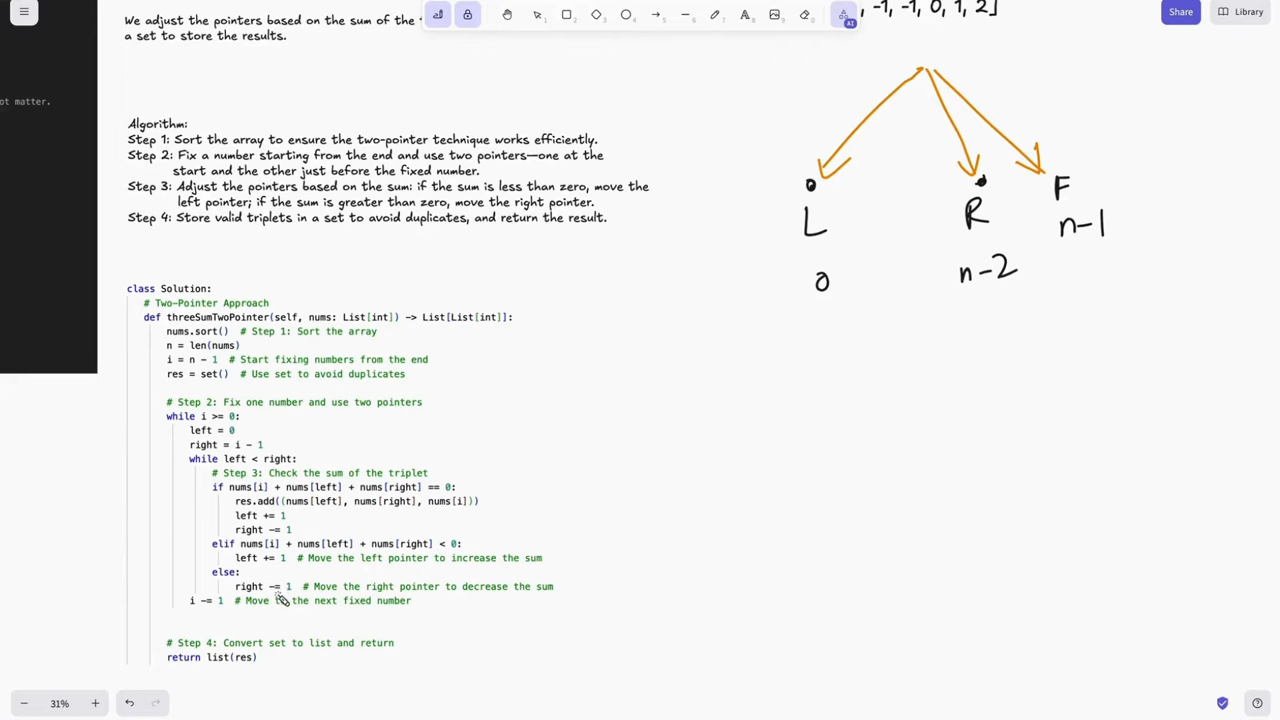 We adjust the pointers based on the sum of the
a set to store the results.
Share
Library
, -1, -1, 0, 1, 2]
ot matter.
Algorithm:
Step 1: Sort the array to ensure the two-pointer technique works efficiently.
Step 2: Fix a number starting from the end and use two pointers—one at the
start and the other just before the fixed number.
Step 3: Adjust the pointers based on the sum: if the sum is less than zero, move the
left pointer; if the sum is greater than zero, move the right pointer.
Step 4: Store valid triplets in a set to avoid duplicates, and return the result.
L
R
F
n-1
0
n-2
class Solution:
# Two-Pointer Approach
def threeSumTwoPointer(self, nums: List[int]) -> List[List[int]]:
nums.sort()  # Step 1: Sort the array
n = len(nums)
i = n - 1  # Start fixing numbers from the end
res = set()  # Use set to avoid duplicates
# Step 2: Fix one number and use two pointers
while i >= 0:
left = 0
right = i - 1
while left < right:
# Step 3: Check the sum of the triplet
if nums[i] + nums[left] + nums[right] == 0:
res.add((nums[left], nums[right], nums[i]))
left += 1
right -= 1
elif nums[i] + nums[left] + nums[right] < 0:
left += 1  # Move the left pointer to increase the sum
else:
right -= 1  # Move the right pointer to decrease the sum
i -= 1  # Move to the next fixed number
# Step 4: Convert set to list and return
return list(res)
31%